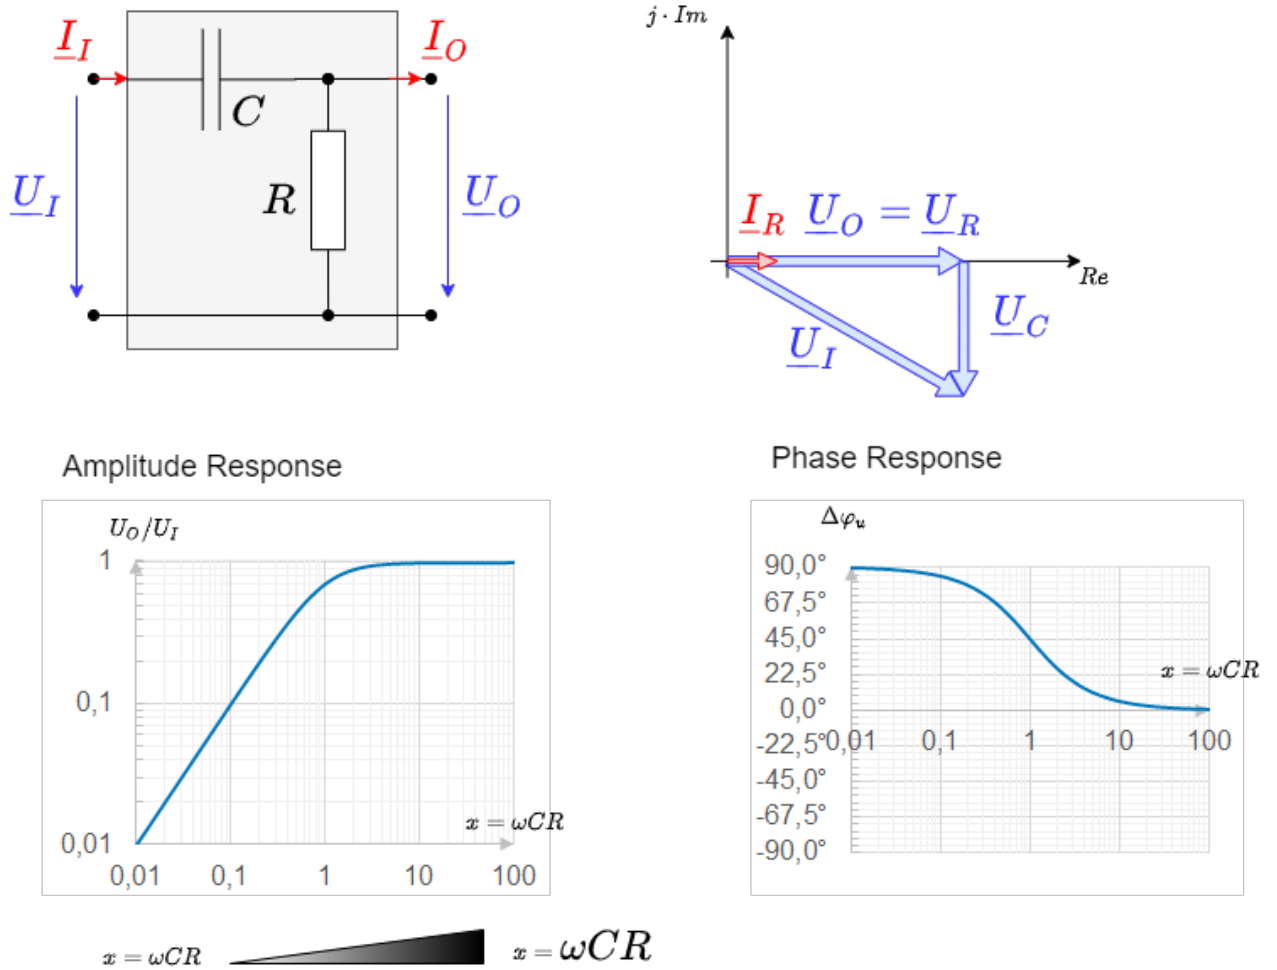 I_I
I_O
C
R
U_I
U_O
j · Im
I_R U_O = U_R
Re
U_C
U_I
Amplitude Response
U_O/U_I
1
0,1
0,01
x = ωCR
0,01 0,1 1 10 100
Phase Response
Δφ_u
90,0°
67,5°
45,0°
22,5°
x = ωCR
0,0°
-22,5°
0,01 0,1 1 10 100
-45,0°
-67,5°
-90,0°
x = ωCR
x = ωCR